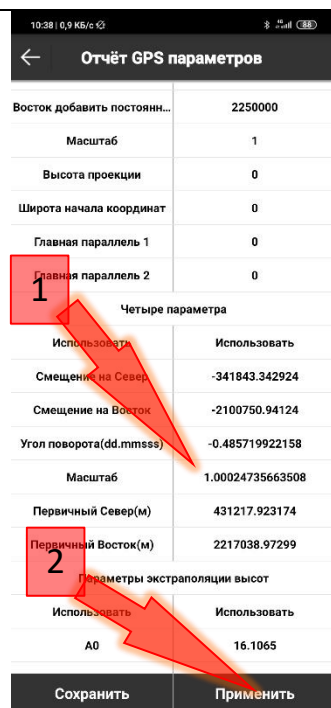 10:38 | 0,9 КБ/с
4G 88
Отчёт GPS параметров
Восток добавить постоянн... 2250000
Масштаб 1
Высота проекции 0
Широта начала координат 0
Главная параллель 1 0
Главная параллель 2 0
1
Четыре параметра
Использовать Использовать
Смещение на Север -341843.342924
Смещение на Восток -2100750.94124
Угол поворота(dd.mmsss) -0.485719922158
Масштаб 1.00024735663508
Первичный Север(м) 431217.923174
Первичный Восток(м) 2217038.97299
2
Параметры экстраполяции высот
Использовать Использовать
A0 16.1065
Сохранить Применить